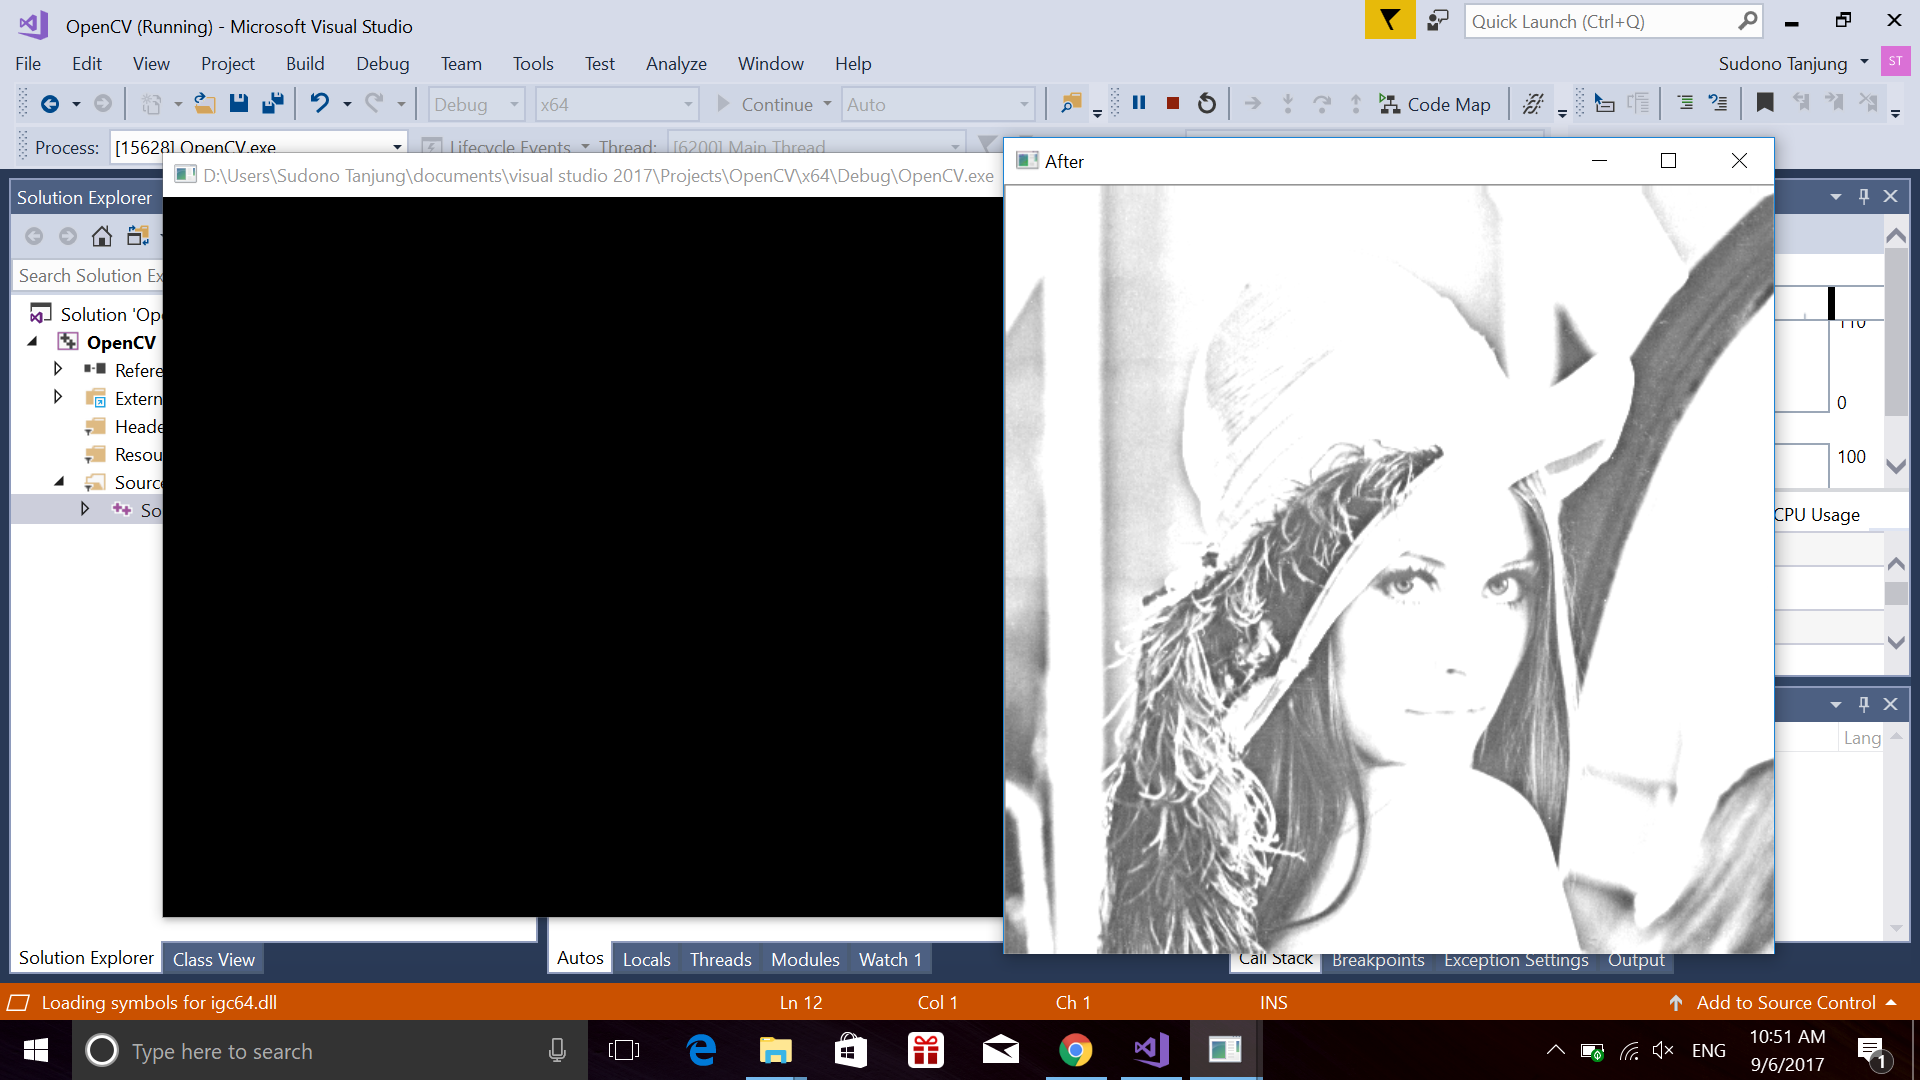 OpenCV (Running) - Microsoft Visual Studio
Quick Launch (Ctrl+Q)
File Edit View Project Build Debug Team Tools Test Analyze Window Help
Sudono Tanjung
ST
Debug x64 Continue Auto Code Map
Process: [15628] OpenCV.exe Lifecycle Events Thread: [6200] Main Thread
D:\Users\Sudono Tanjung\documents\visual studio 2017\Projects\OpenCV\x64\Debug\OpenCV.exe
After
Solution Explorer
Search Solution Ex
Solution 'Ope
OpenCV
Refere
Extern
Heade
Resou
Source
So
110
0
100
CPU Usage
Lang
Solution Explorer Class View
Autos Locals Threads Modules Watch 1
Call Stack Breakpoints Exception Settings Output
Loading symbols for igc64.dll Ln 12 Col 1 Ch 1 INS Add to Source Control
Type here to search
ENG
10:51 AM
9/6/2017
1